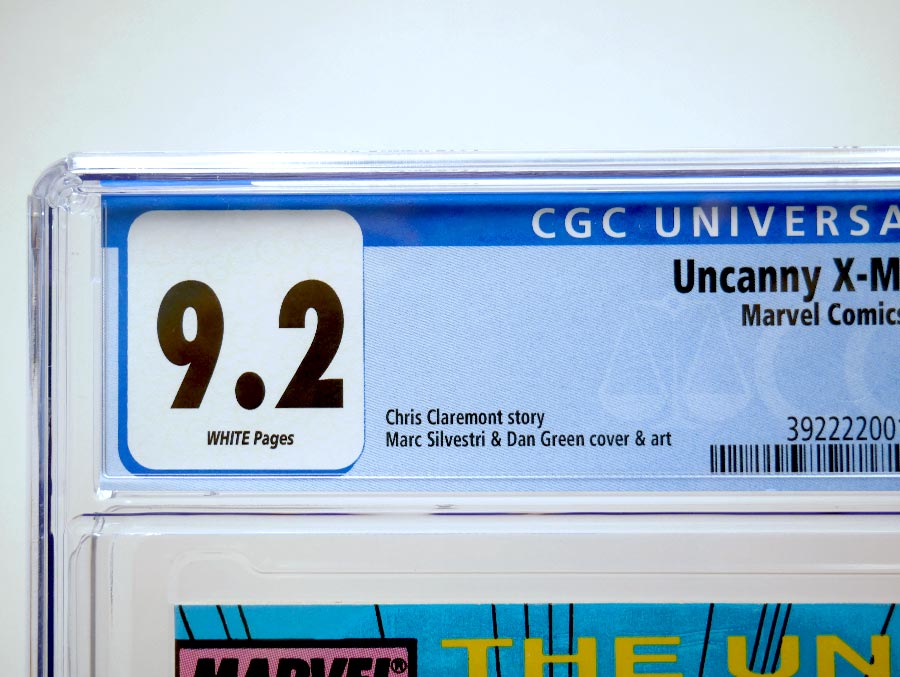 CGC UNIVERSA
9.2
WHITE Pages
Uncanny X-M
Marvel Comics
Chris Claremont story
Marc Silvestri & Dan Green cover & art
39222200
MARVEL®
THE UN